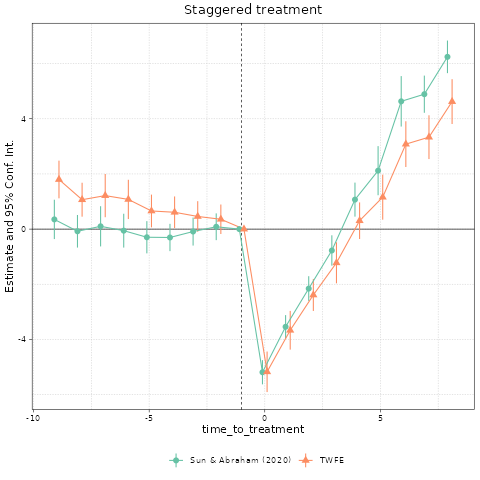 Staggered treatment
Estimate and 95% Conf. Int.
4
0
-4
-10
-5
0
5
time_to_treatment
Sun & Abraham (2020)
TWFE